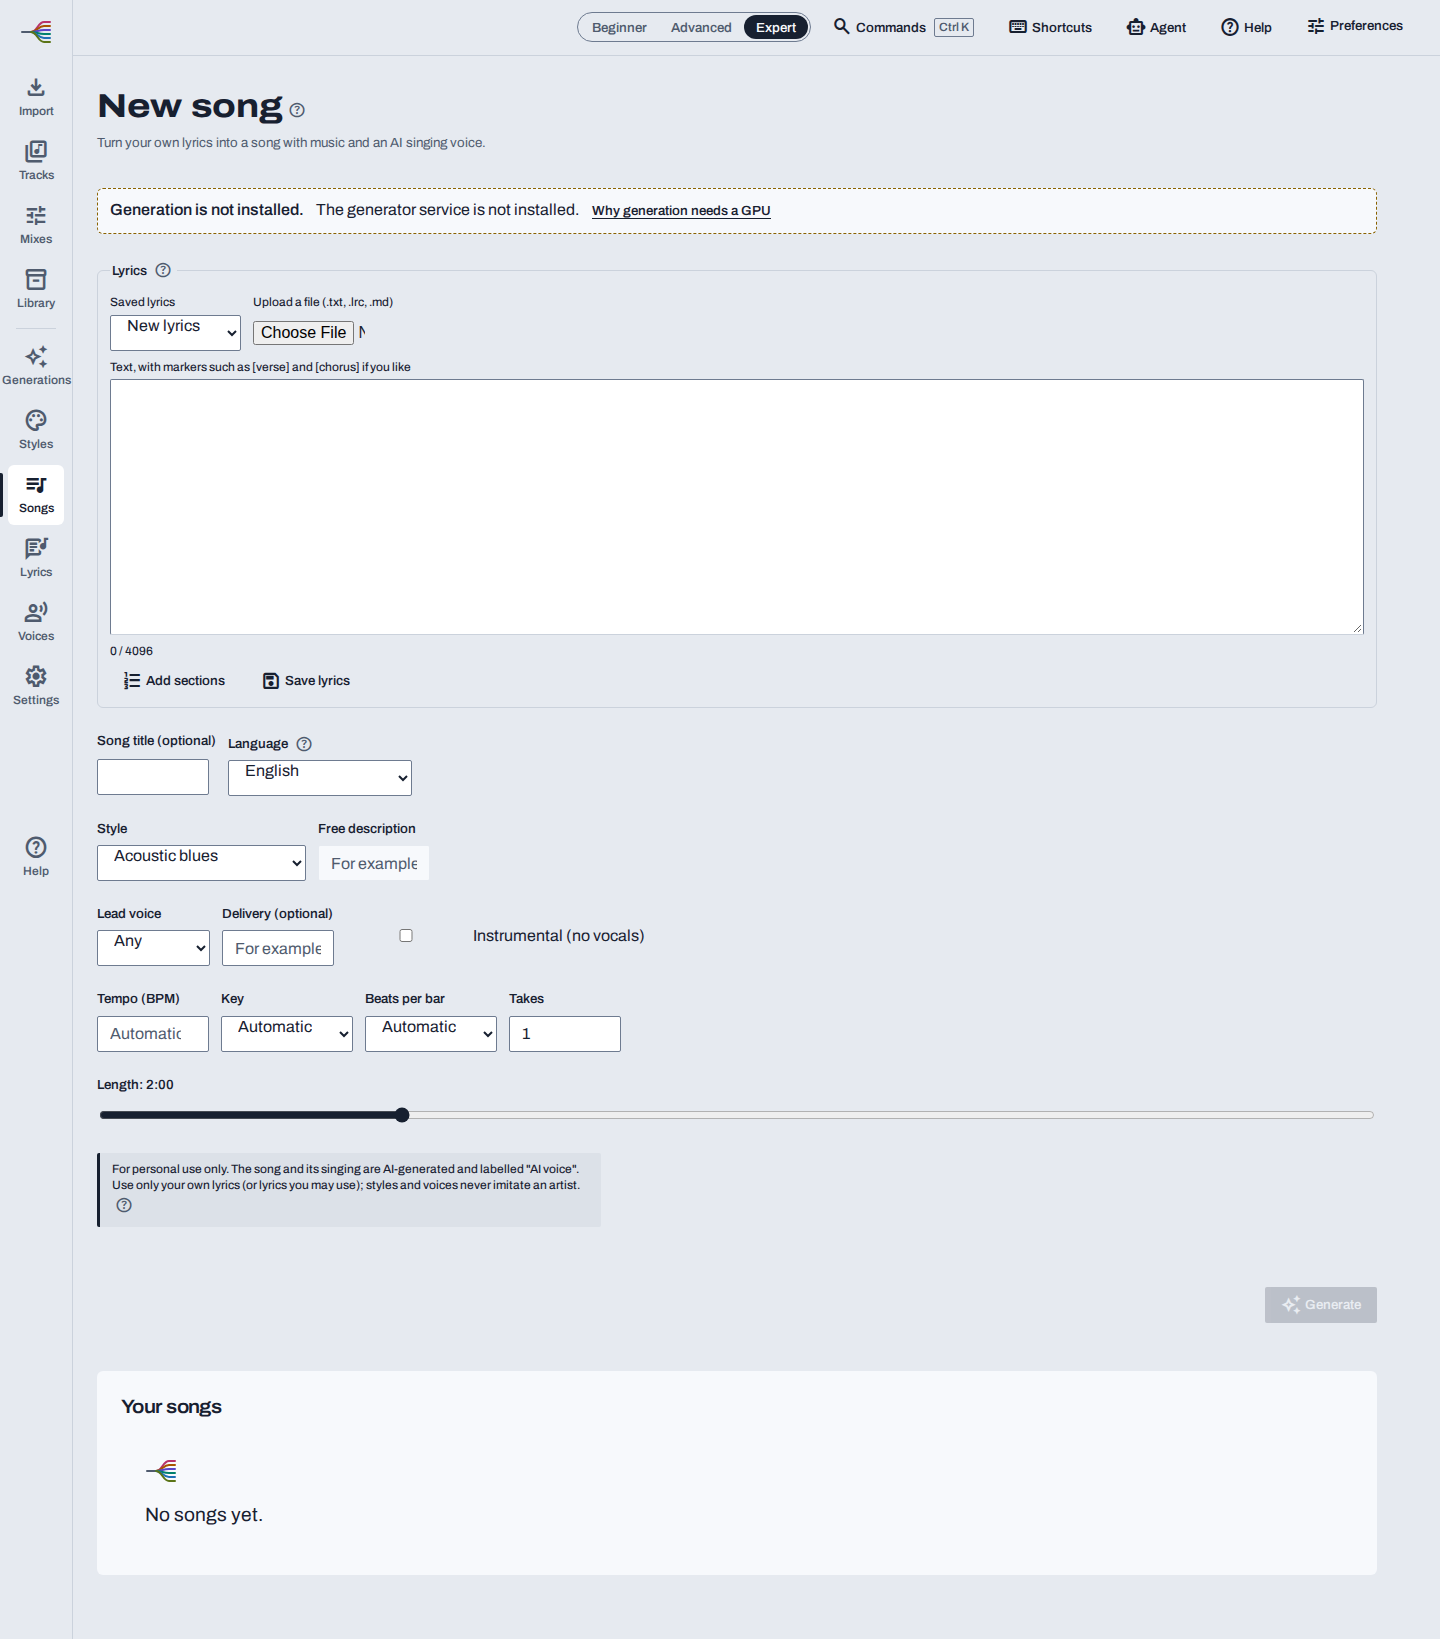 Beginner Advanced Expert Commands Ctrl K Shortcuts Agent Help Preferences
Import
Tracks
Mixes
Library
Generations
Styles
Songs
Lyrics
Voices
Settings
Help
New song
Turn your own lyrics into a song with music and an AI singing voice.
Generation is not installed. The generator service is not installed. Why generation needs a GPU
Lyrics
Saved lyrics Upload a file (.txt, .lrc, .md)
New lyrics Choose File
Text, with markers such as [verse] and [chorus] if you like
0 / 4096
Add sections Save lyrics
Song title (optional) Language
English
Style Free description
Acoustic blues For example
Lead voice Delivery (optional)
Any For example Instrumental (no vocals)
Tempo (BPM) Key Beats per bar Takes
Automatic Automatic Automatic 1
Length: 2:00
For personal use only. The song and its singing are AI-generated and labelled "AI voice".
Use only your own lyrics (or lyrics you may use); styles and voices never imitate an artist.
Generate
Your songs
No songs yet.